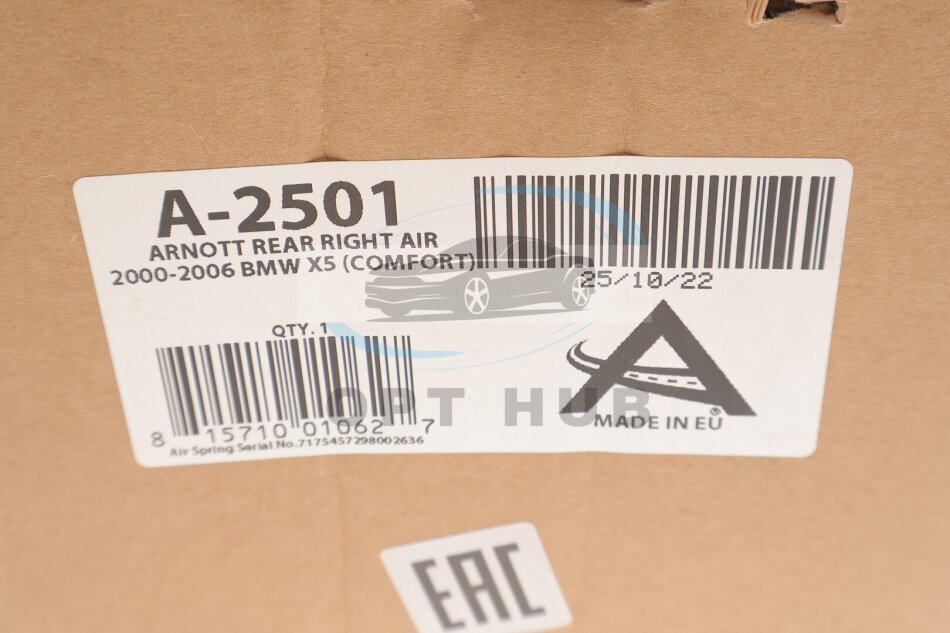 A-2501
ARNOTT REAR RIGHT AIR
2000-2006 BMW X5 (COMFORT)
25/10/22
QTY. 1
8 15710 01062 7
Air Spring Serial No.7175457298002636
MADE IN EU
®
OPT HUB
EAC